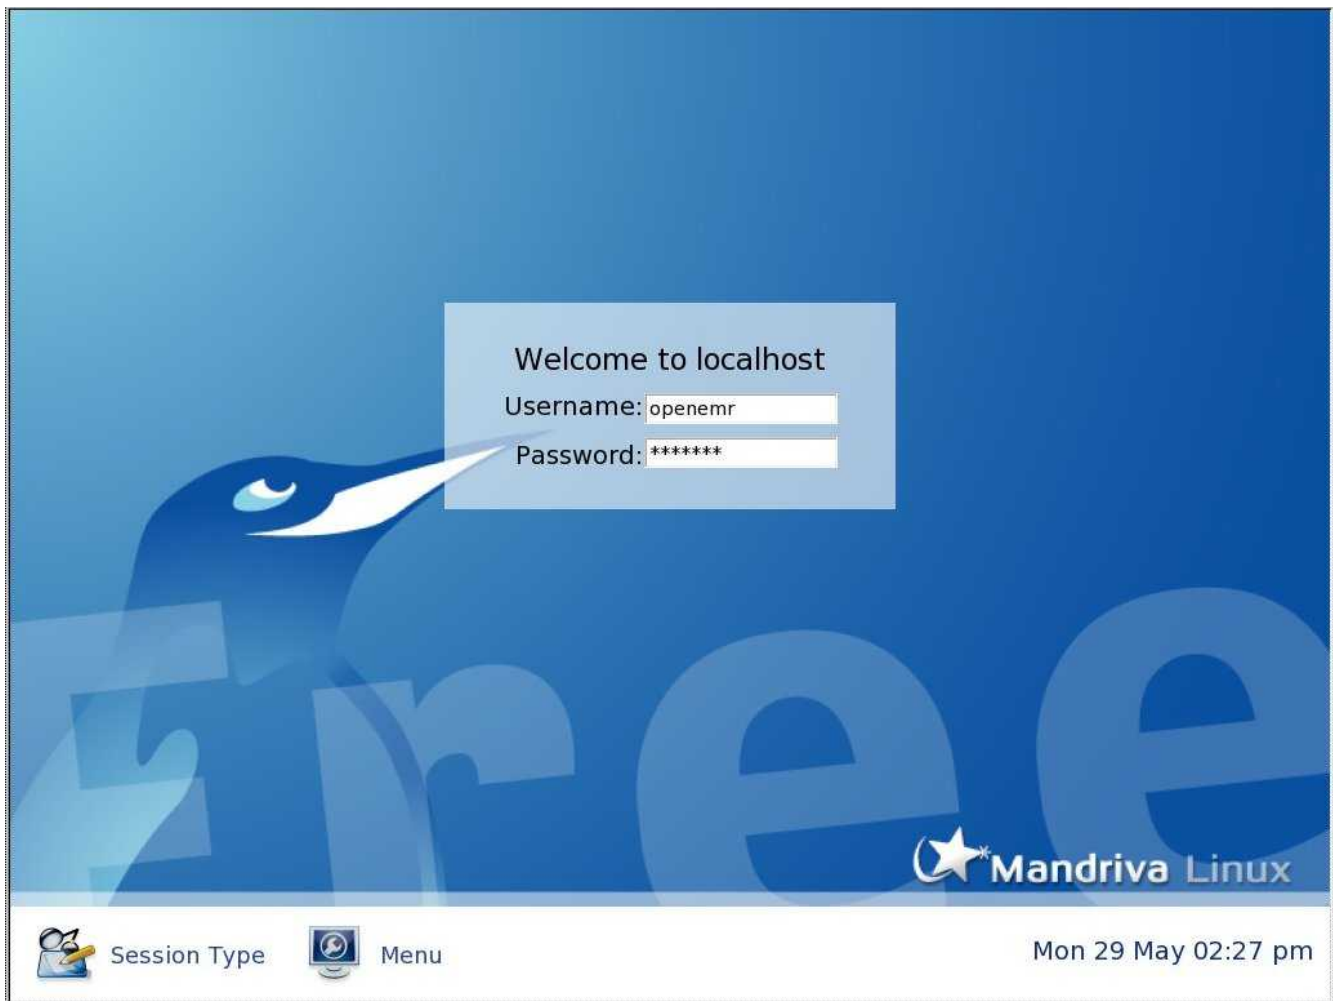 Welcome to localhost
Username: openemr
Password: *******
Free
Mandriva Linux
Session Type
Menu
Mon 29 May 02:27 pm